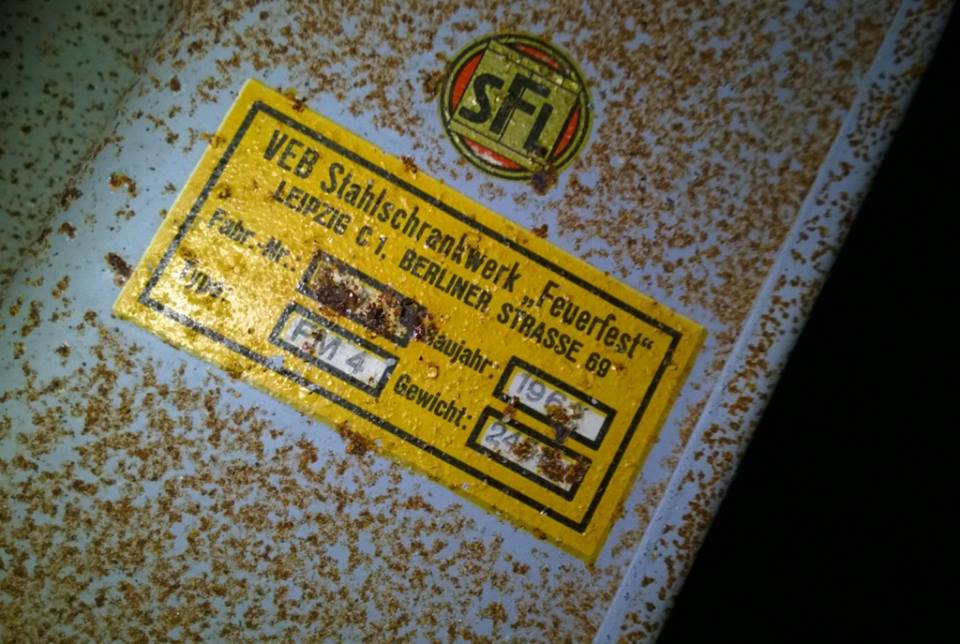 SFL
VEB Stahlschrankwerk „Feuerfest“
LEIPZIG C 1, BERLINER STRASSE 69
Fabr.-Nr.:
Baujahr:
Type: FM 4
Gewicht: